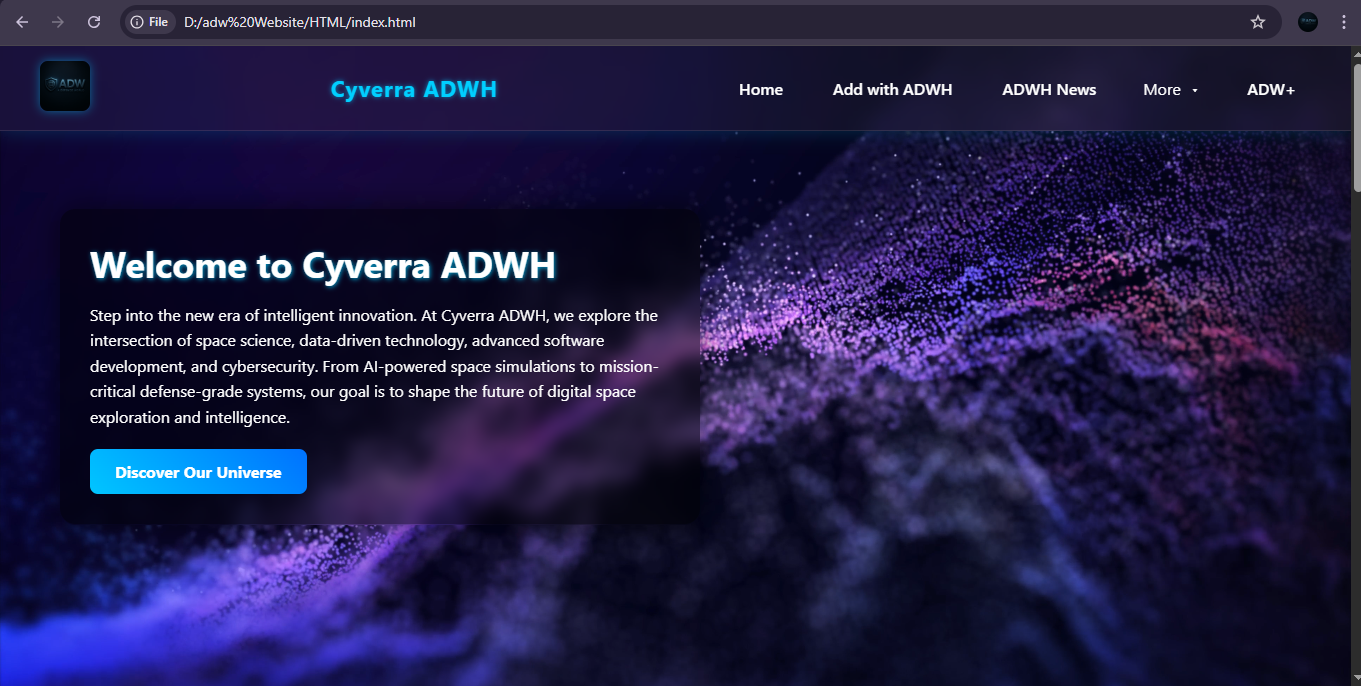 File D:/adw%20Website/HTML/index.html
ADW
Cyverra ADWH
Home Add with ADWH ADWH News More ADW+
Welcome to Cyverra ADWH
Step into the new era of intelligent innovation. At Cyverra ADWH, we explore the
intersection of space science, data-driven technology, advanced software
development, and cybersecurity. From AI-powered space simulations to mission-
critical defense-grade systems, our goal is to shape the future of digital space
exploration and intelligence.
Discover Our Universe